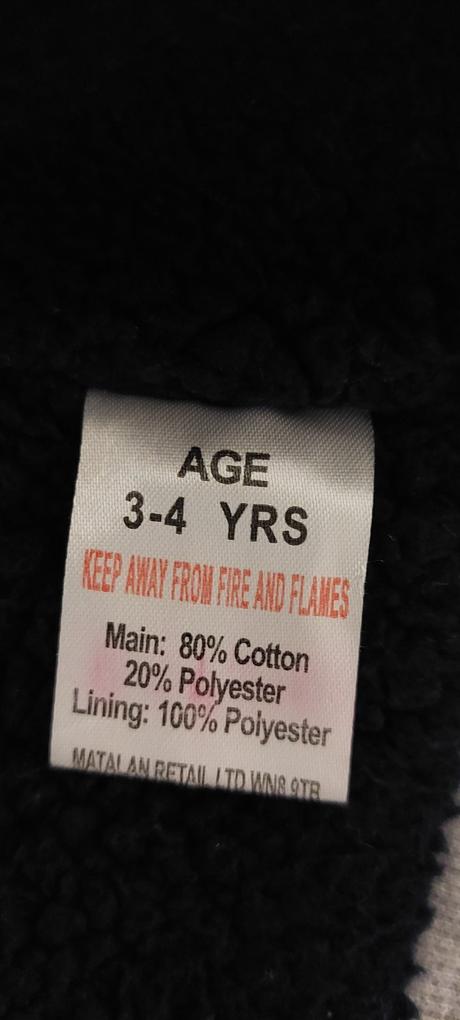 AGE
3-4 YRS
KEEP AWAY FROM FIRE AND FLAMES
Main: 80% Cotton
20% Polyester
Lining: 100% Polyester
MATALAN RETAIL LTD WN8 9TB